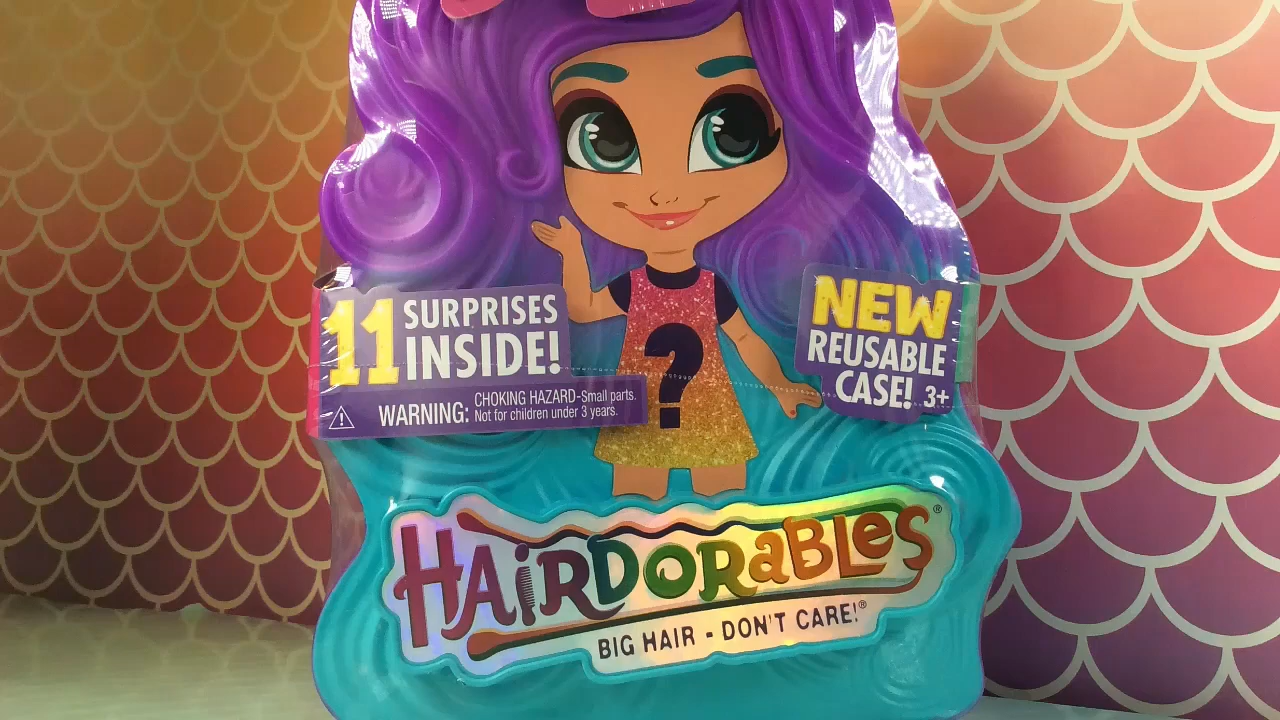 11 SURPRISES
INSIDE!
WARNING: CHOKING HAZARD-Small parts.
Not for children under 3 years.
NEW
REUSABLE
CASE! 3+
?
HAIRDORABLES®
BIG HAIR - DON'T CARE!®